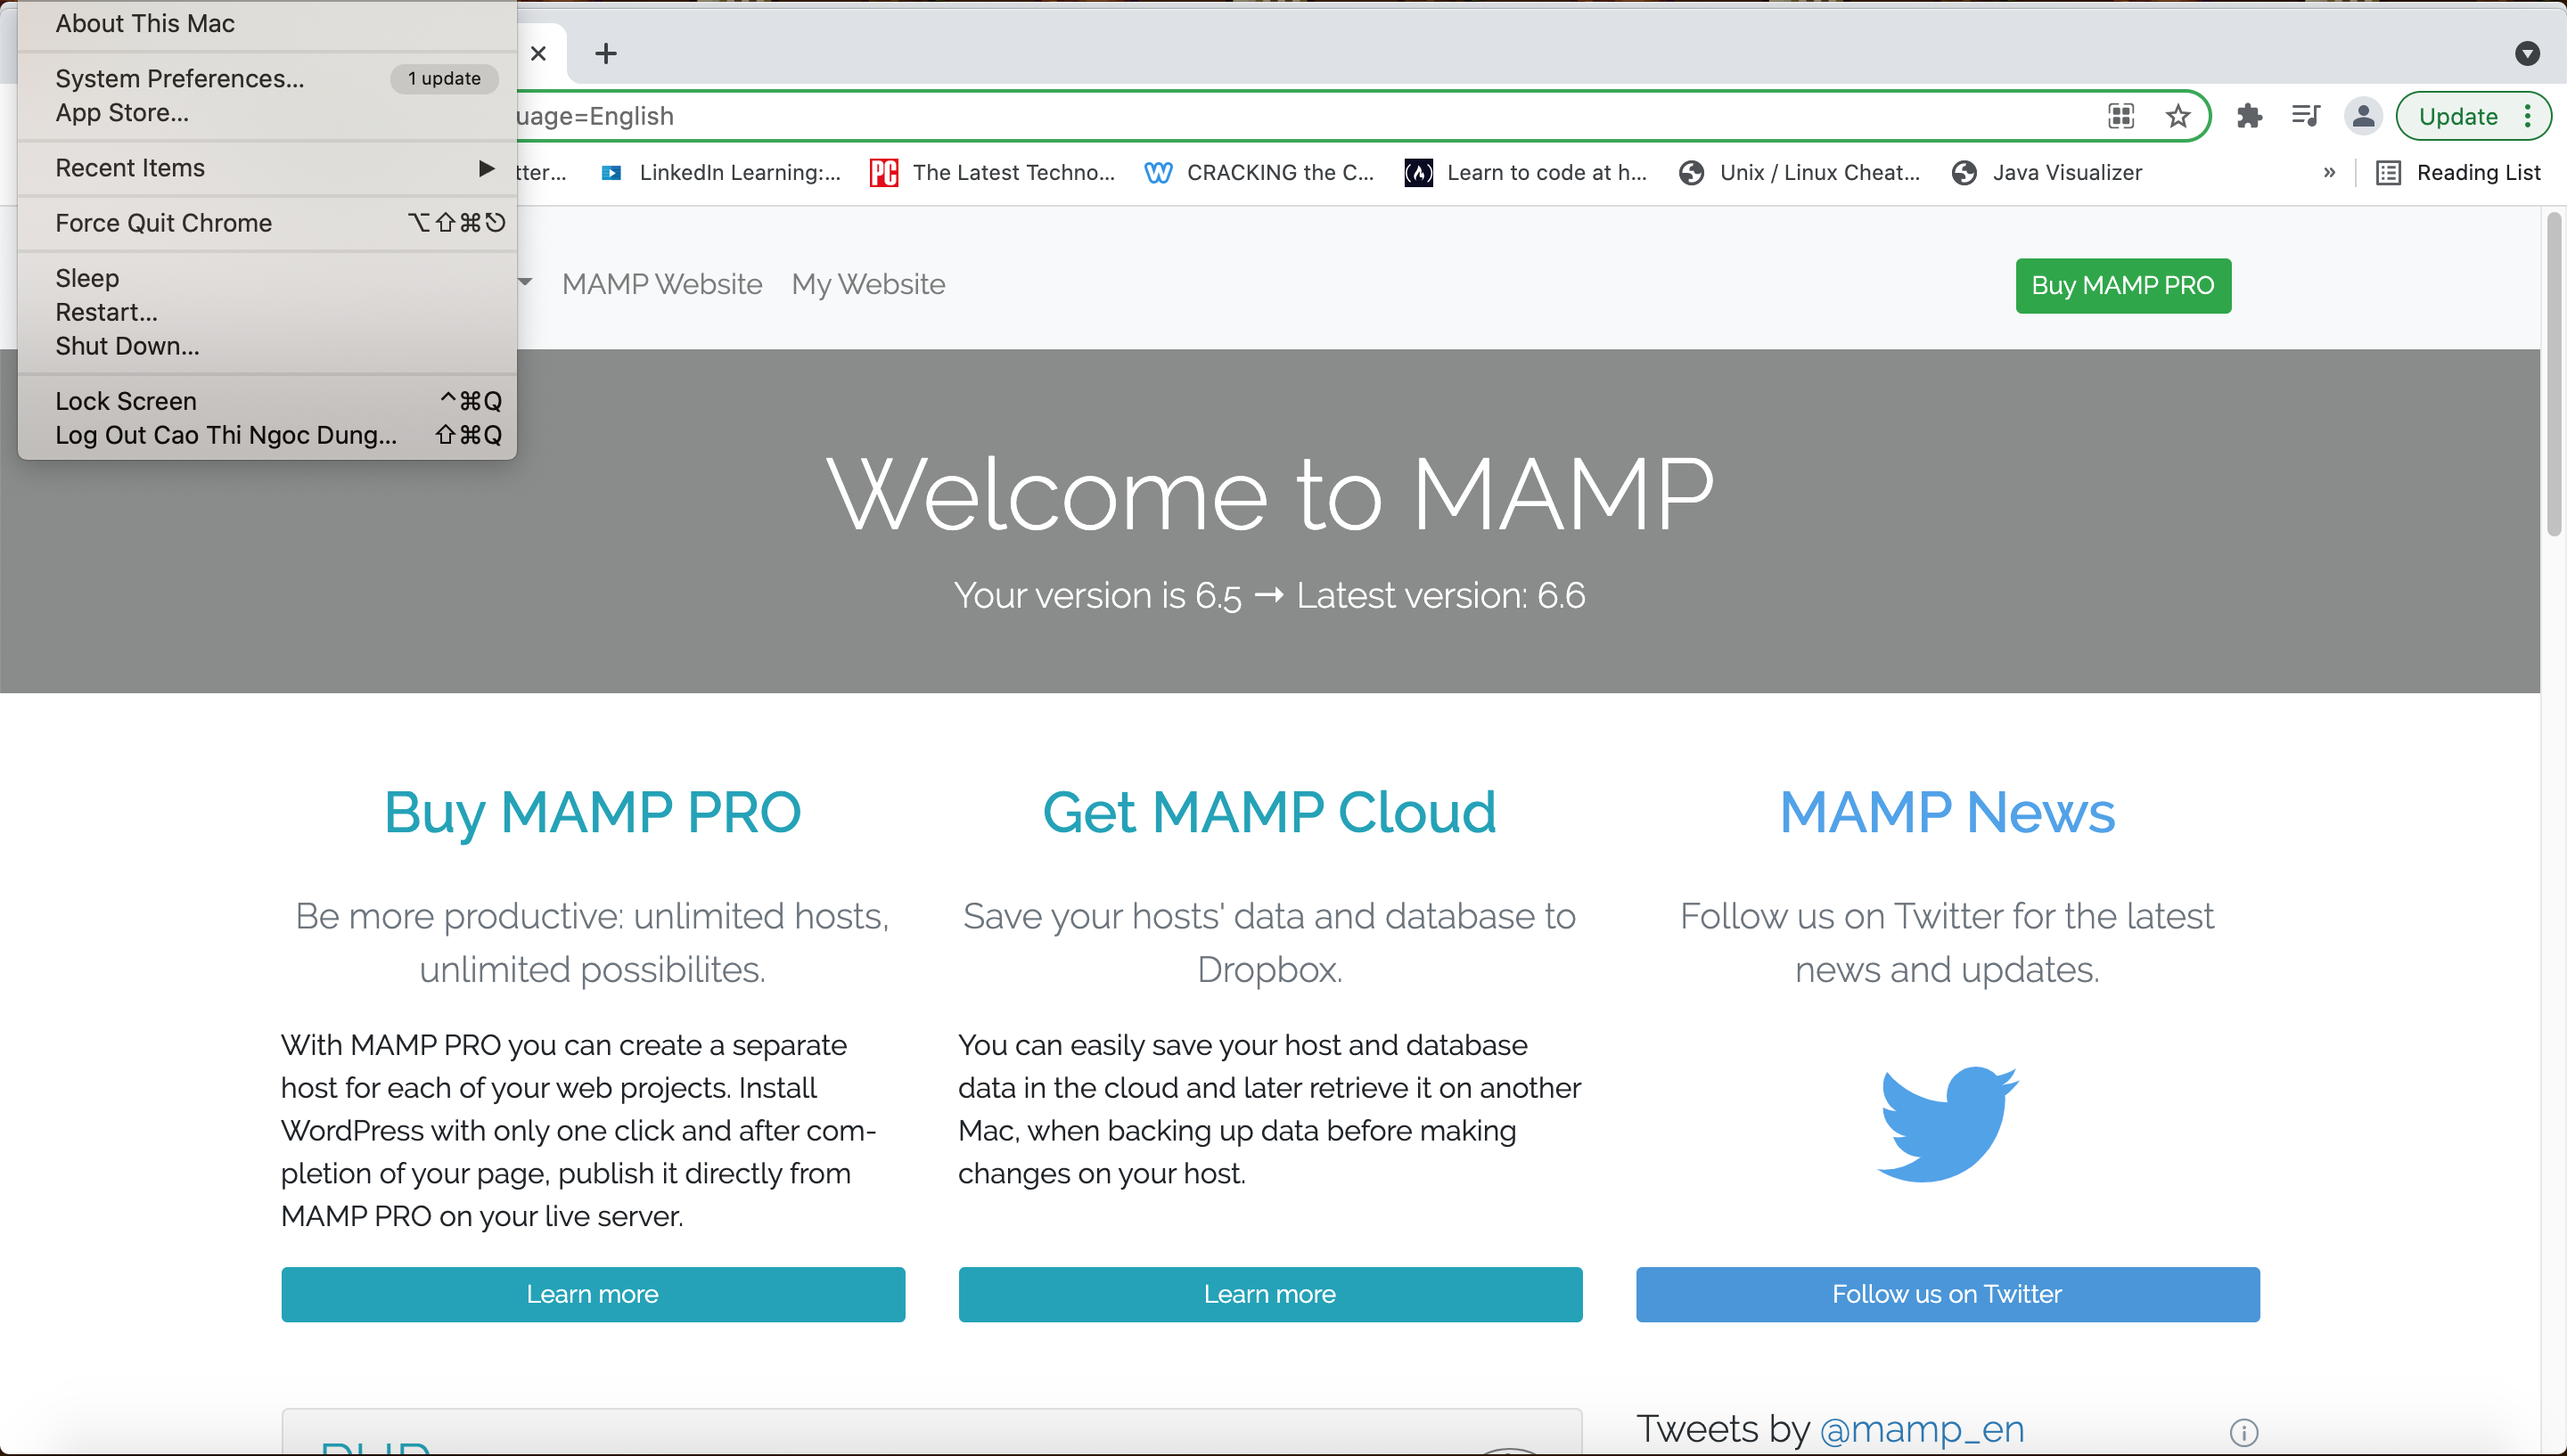 About This Mac
System Preferences...
1 update
App Store...
Recent Items
Force Quit Chrome ⌥⇧⌘⎋
Sleep
Restart...
Shut Down...
Lock Screen ^⌘Q
Log Out Cao Thi Ngoc Dung... ⇧⌘Q
uage=English
Update
tter...
LinkedIn Learning:...
PC
The Latest Techno...
CRACKING the C...
Learn to code at h...
Unix / Linux Cheat...
Java Visualizer
»
Reading List
MAMP Website
My Website
Buy MAMP PRO
Welcome to MAMP
Your version is 6.5 → Latest version: 6.6
Buy MAMP PRO
Be more productive: unlimited hosts,
unlimited possibilites.
With MAMP PRO you can create a separate
host for each of your web projects. Install
WordPress with only one click and after com-
pletion of your page, publish it directly from
MAMP PRO on your live server.
Learn more
Get MAMP Cloud
Save your hosts' data and database to
Dropbox.
You can easily save your host and database
data in the cloud and later retrieve it on another
Mac, when backing up data before making
changes on your host.
Learn more
MAMP News
Follow us on Twitter for the latest
news and updates.
Follow us on Twitter
PHP
Tweets by @mamp_en